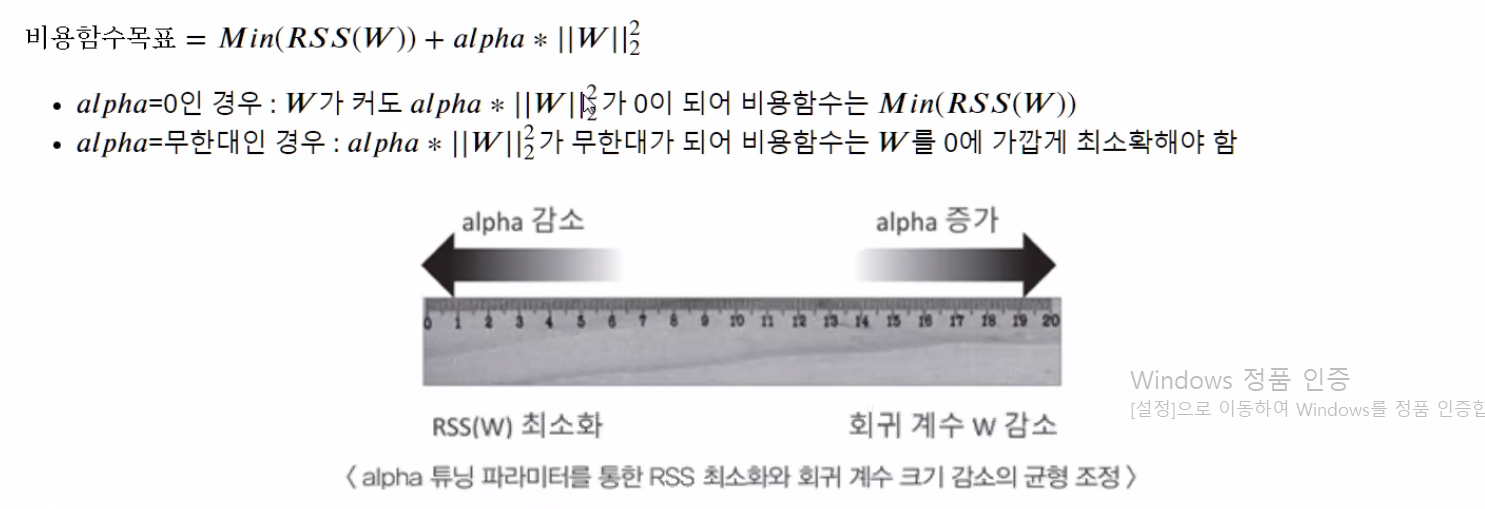 비용함수목표 = Min(RSS(W)) + alpha * ||W||₂²
• alpha=0인 경우 : W가 커도 alpha * ||W||₂²가 0이 되어 비용함수는 Min(RSS(W))
• alpha=무한대인 경우 : alpha * ||W||₂²가 무한대가 되어 비용함수는 W를 0에 가깝게 최소확해야 함
alpha 감소 alpha 증가
0 1 2 3 4 5 6 7 8 9 10 11 12 13 14 15 16 17 18 19 20
RSS(W) 최소화 회귀 계수 W 감소
〈 alpha 튜닝 파라미터를 통한 RSS 최소화와 회귀 계수 크기 감소의 균형 조정 〉
Windows 정품 인증
[설정]으로 이동하여 Windows를 정품 인증합